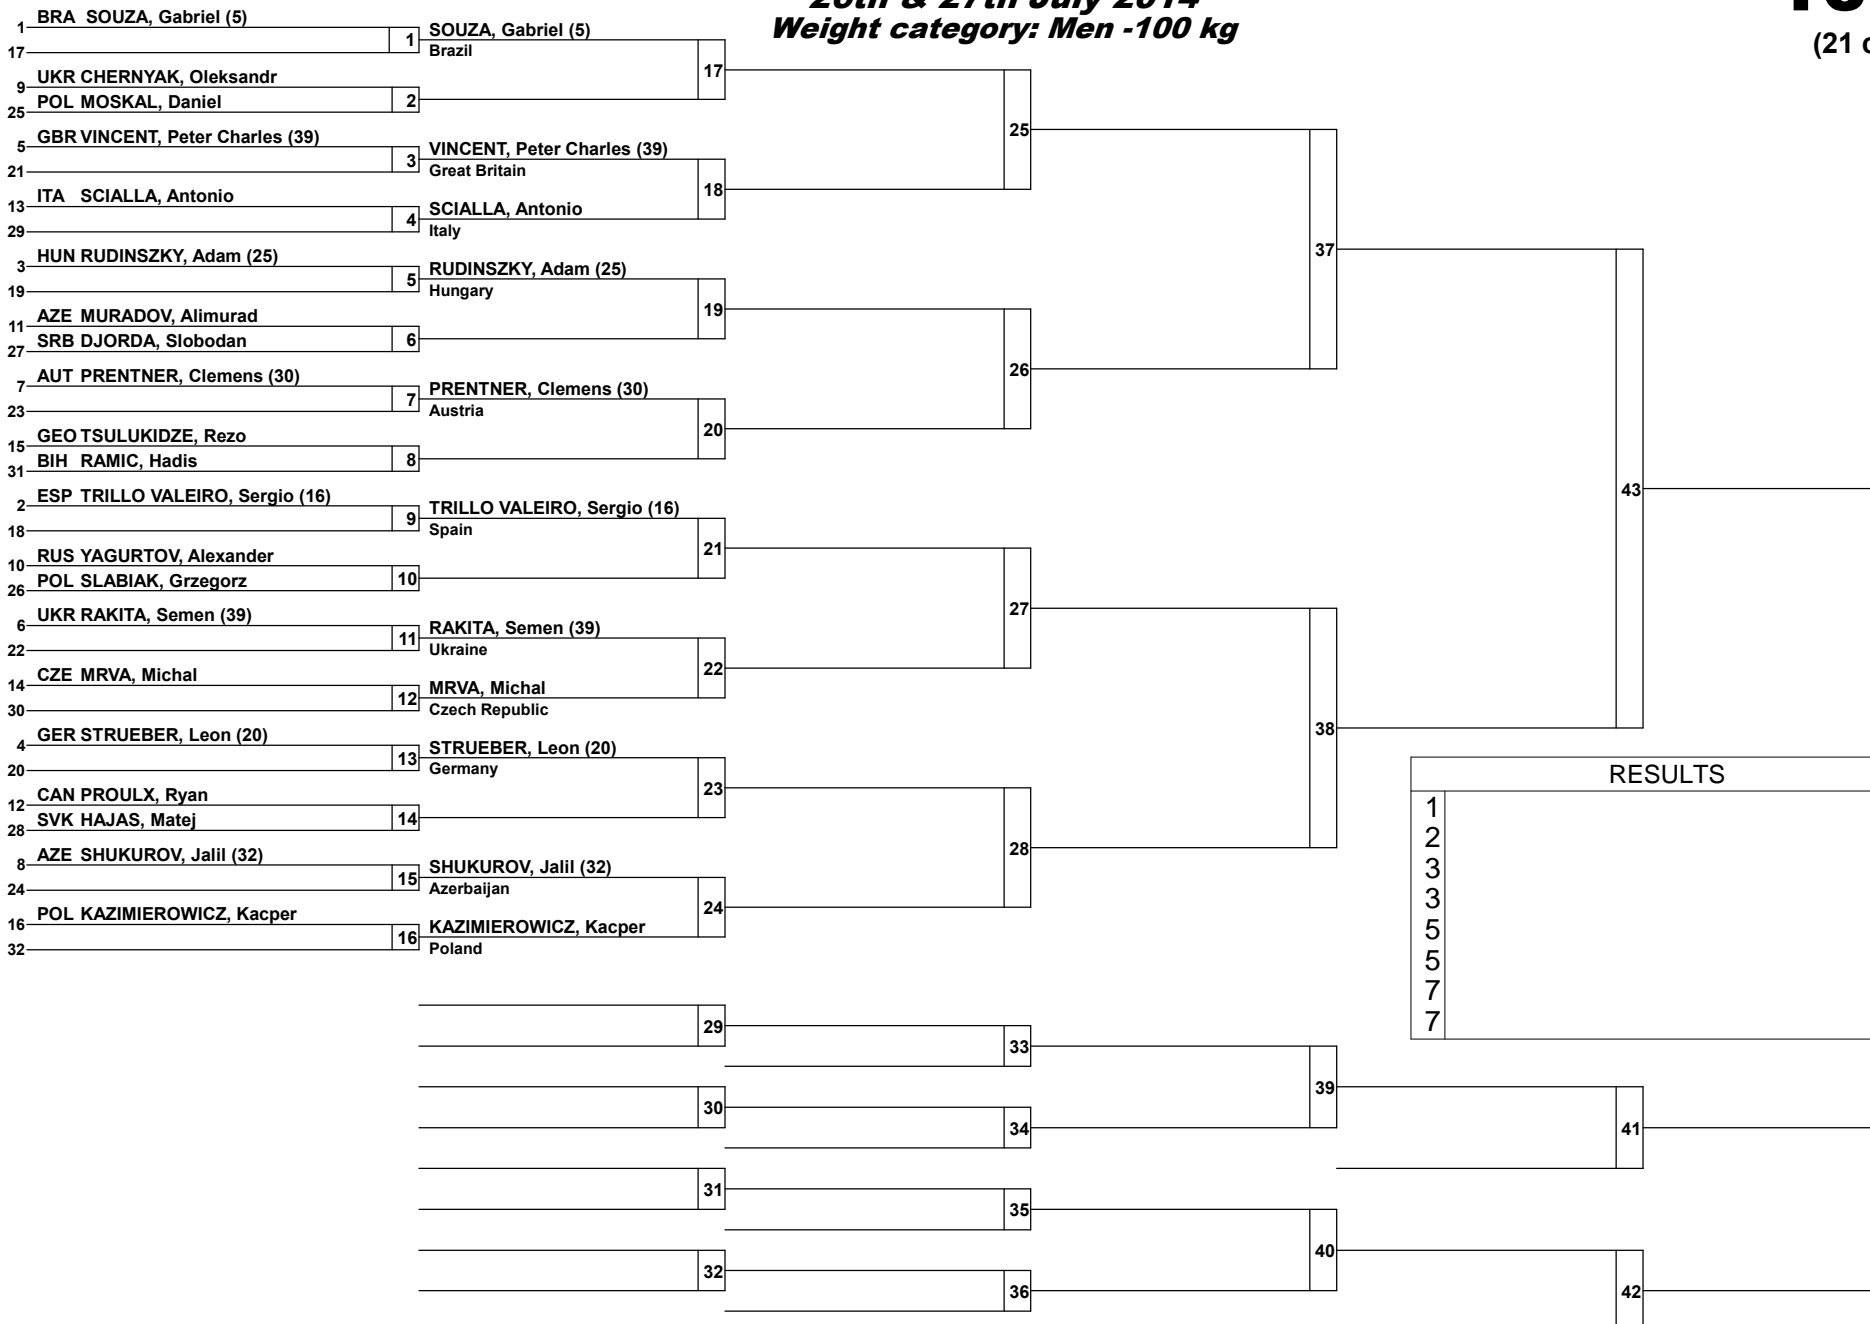 26th & 27th July 2014
Weight category: Men -100 kg
(21
1 BRA SOUZA, Gabriel (5)
17
1 SOUZA, Gabriel (5)
Brazil
17
9 UKR CHERNYAK, Oleksandr
25 POL MOSKAL, Daniel
2
5 GBR VINCENT, Peter Charles (39)
21
3 VINCENT, Peter Charles (39)
Great Britain
18
13 ITA SCIALLA, Antonio
29
4 SCIALLA, Antonio
Italy
25
3 HUN RUDINSZKY, Adam (25)
19
5 RUDINSZKY, Adam (25)
Hungary
19
11 AZE MURADOV, Alimurad
27 SRB DJORDA, Slobodan
6
7 AUT PRENTNER, Clemens (30)
23
7 PRENTNER, Clemens (30)
Austria
20
15 GEO TSULUKIDZE, Rezo
31 BIH RAMIC, Hadis
8
26
37
2 ESP TRILLO VALEIRO, Sergio (16)
18
9 TRILLO VALEIRO, Sergio (16)
Spain
21
10 RUS YAGURTOV, Alexander
26 POL SLABIAK, Grzegorz
10
6 UKR RAKITA, Semen (39)
22
11 RAKITA, Semen (39)
Ukraine
22
14 CZE MRVA, Michal
30
12 MRVA, Michal
Czech Republic
27
4 GER STRUEBER, Leon (20)
20
13 STRUEBER, Leon (20)
Germany
23
12 CAN PROULX, Ryan
28 SVK HAJAS, Matej
14
8 AZE SHUKUROV, Jalil (32)
24
15 SHUKUROV, Jalil (32)
Azerbaijan
24
16 POL KAZIMIEROWICZ, Kacper
32
16 KAZIMIEROWICZ, Kacper
Poland
28
38
43
RESULTS
1
2
3
3
5
5
7
7
29
33
30
34
39
41
31
35
32
36
40
42